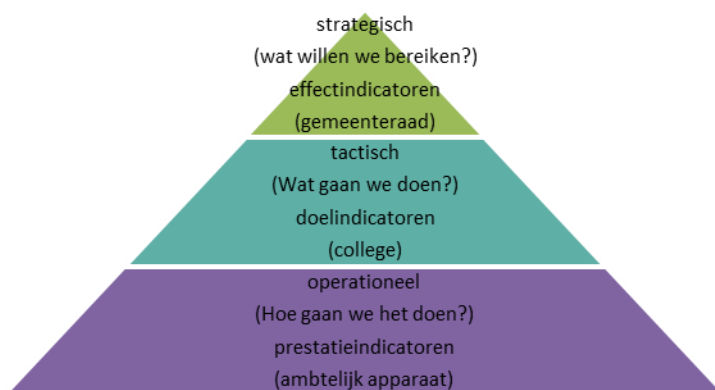 strategisch
(wat willen we bereiken?)
effectindicatoren
(gemeenteraad)
tactisch
(Wat gaan we doen?)
doelindicatoren
(college)
operationeel
(Hoe gaan we het doen?)
prestatieindicatoren
(ambtelijk apparaat)